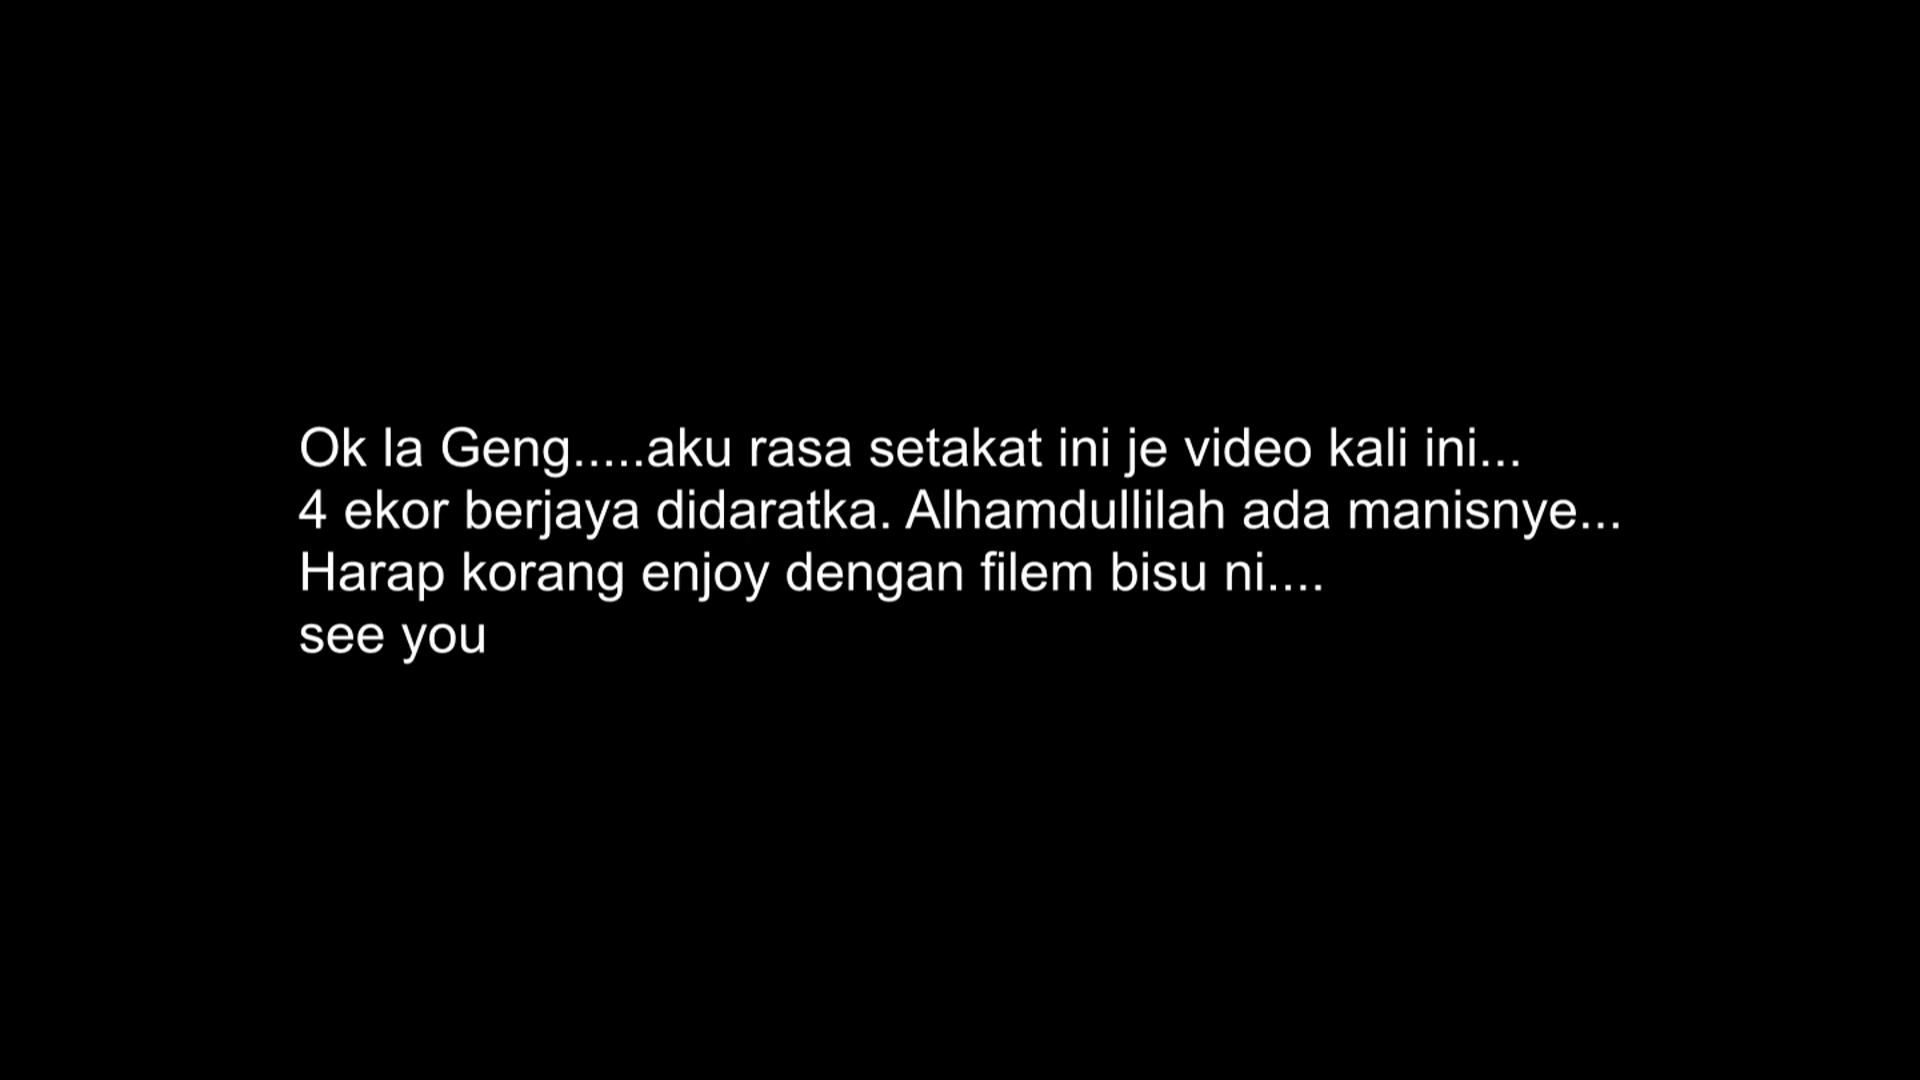 Ok la Geng.....aku rasa setakat ini je video kali ini...
4 ekor berjaya didaratka. Alhamdullilah ada manisnye...
Harap korang enjoy dengan filem bisu ni....
see you